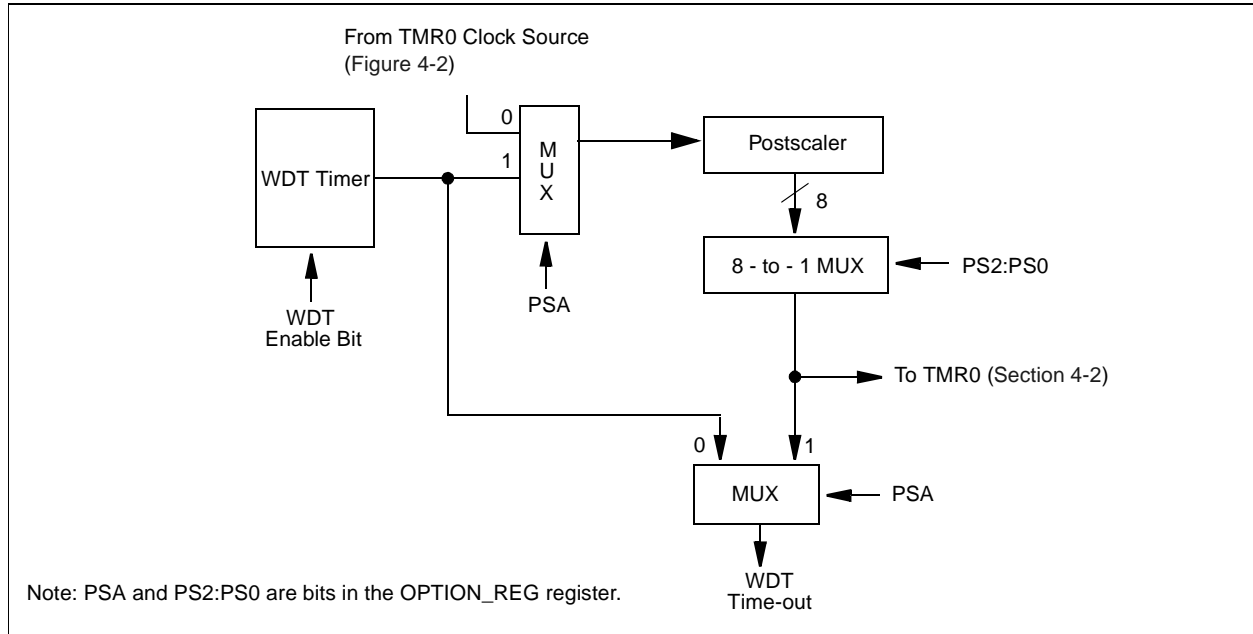 From TMR0 Clock Source
(Figure 4-2)
0
1
M
U
X
Postscaler
WDT Timer
8
8 - to - 1 MUX
PS2:PS0
PSA
WDT
Enable Bit
To TMR0 (Section 4-2)
0
1
MUX
PSA
WDT
Time-out
Note: PSA and PS2:PS0 are bits in the OPTION_REG register.